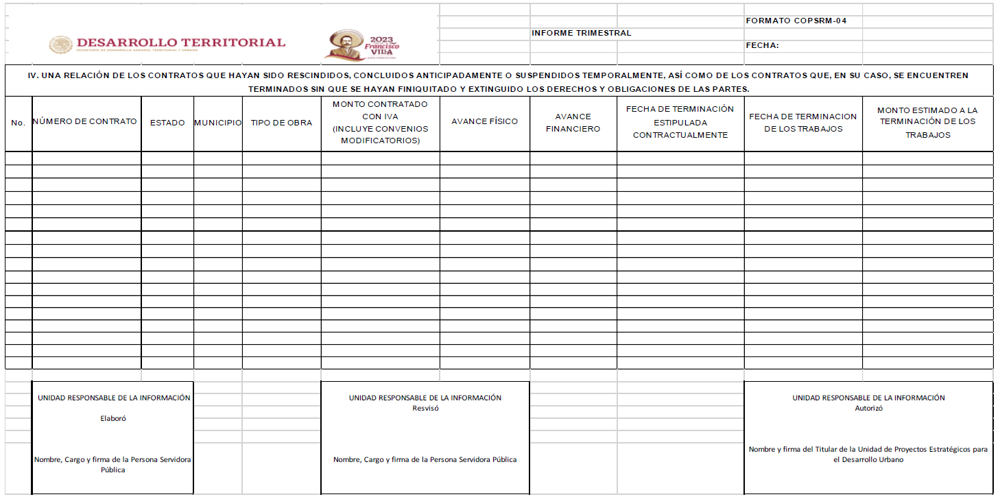 FORMATO COPSRM-04
INFORME TRIMESTRAL
DESARROLLO TERRITORIAL
SECRETARÍA DE DESARROLLO AGRARIO, TERRITORIAL Y URBANO
2023
Francisco
VILLA
FECHA:
IV. UNA RELACIÓN DE LOS CONTRATOS QUE HAYAN SIDO RESCINDIDOS, CONCLUIDOS ANTICIPADAMENTE O SUSPENDIDOS TEMPORALMENTE, ASÍ COMO DE LOS CONTRATOS QUE, EN SU CASO, SE ENCUENTREN
TERMINADOS SIN QUE SE HAYAN FINIQUITADO Y EXTINGUIDO LOS DERECHOS Y OBLIGACIONES DE LAS PARTES.
No.
NÚMERO DE CONTRATO
ESTADO
MUNICIPIO
TIPO DE OBRA
MONTO CONTRATADO
CON IVA
(INCLUYE CONVENIOS
MODIFICATORIOS)
AVANCE FÍSICO
AVANCE
FINANCIERO
FECHA DE TERMINACIÓN
ESTIPULADA
CONTRACTUALMENTE
FECHA DE TERMINACION
DE LOS TRABAJOS
MONTO ESTIMADO A LA
TERMINACIÓN DE LOS
TRABAJOS
UNIDAD RESPONSABLE DE LA INFORMACIÓN
Elaboró
Nombre, Cargo y firma de la Persona Servidora
Pública
UNIDAD RESPONSABLE DE LA INFORMACIÓN
Resvisó
Nombre, Cargo y firma de la Persona Servidora Pública
UNIDAD RESPONSABLE DE LA INFORMACIÓN
Autorizó
Nombre y firma del Titular de la Unidad de Proyectos Estratégicos para
el Desarrollo Urbano